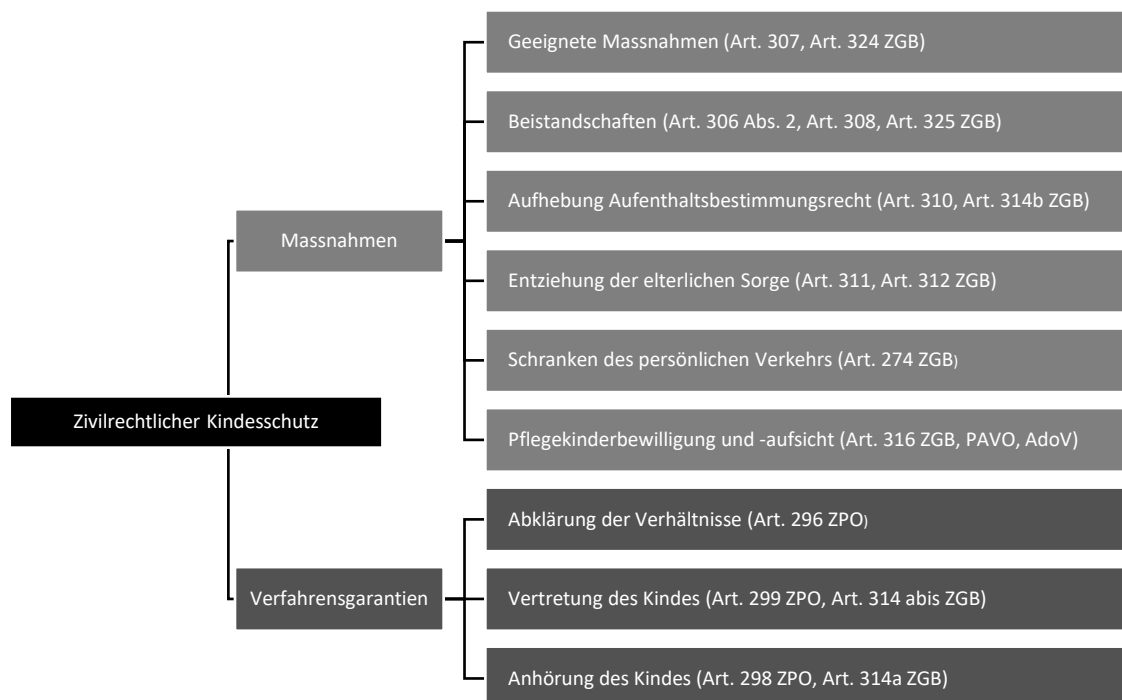 Zivilrechtlicher Kindesschutz
Massnahmen
Geeignete Massnahmen (Art. 307, Art. 324 ZGB)
Beistandschaften (Art. 306 Abs. 2, Art. 308, Art. 325 ZGB)
Aufhebung Aufenthaltsbestimmungsrecht (Art. 310, Art. 314b ZGB)
Entziehung der elterlichen Sorge (Art. 311, Art. 312 ZGB)
Schranken des persönlichen Verkehrs (Art. 274 ZGB)
Pflegekinderbewilligung und -aufsicht (Art. 316 ZGB, PAVO, AdoV)
Verfahrensgarantien
Abklärung der Verhältnisse (Art. 296 ZPO)
Vertretung des Kindes (Art. 299 ZPO, Art. 314 abis ZGB)
Anhörung des Kindes (Art. 298 ZPO, Art. 314a ZGB)